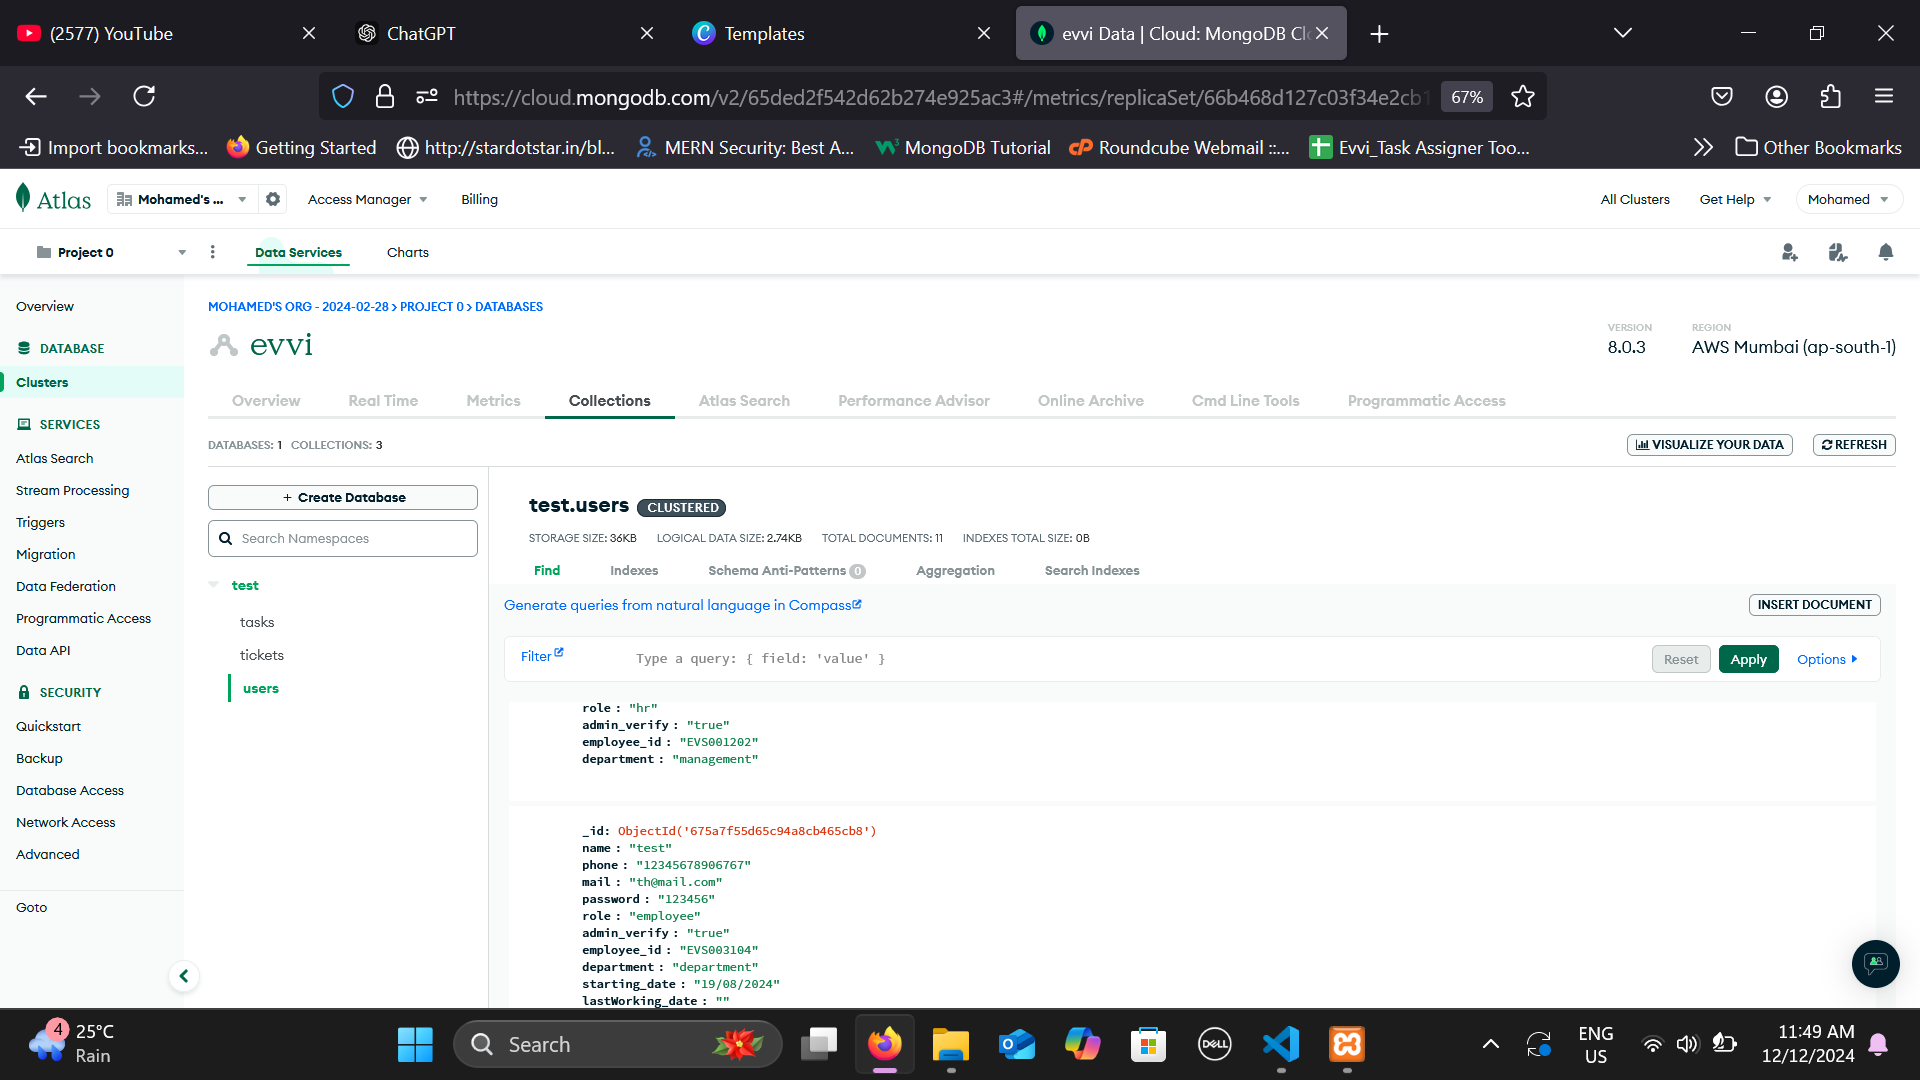 (2577) YouTube
ChatGPT
Templates
evvi Data | Cloud: MongoDB Clo
https://cloud.mongodb.com/v2/65ded2f542d62b274e925ac3#/metrics/replicaSet/66b468d127c03f34e2cb1
67%
Import bookmarks...
Getting Started
http://stardotstar.in/bl...
MERN Security: Best A...
MongoDB Tutorial
Roundcube Webmail ::...
Evvi_Task Assigner Too...
Other Bookmarks
Atlas
Mohamed's ...
Access Manager
Billing
All Clusters
Get Help
Mohamed
Project 0
Data Services
Charts
Overview
DATABASE
Clusters
SERVICES
Atlas Search
Stream Processing
Triggers
Migration
Data Federation
Programmatic Access
Data API
SECURITY
Quickstart
Backup
Database Access
Network Access
Advanced
Goto
MOHAMED'S ORG - 2024-02-28 > PROJECT 0 > DATABASES
evvi
VERSION
8.0.3
REGION
AWS Mumbai (ap-south-1)
Overview
Real Time
Metrics
Collections
Atlas Search
Performance Advisor
Online Archive
Cmd Line Tools
Programmatic Access
DATABASES: 1 COLLECTIONS: 3
VISUALIZE YOUR DATA
REFRESH
+ Create Database
Search Namespaces
test
tasks
tickets
users
test.users CLUSTERED
STORAGE SIZE: 36KB LOGICAL DATA SIZE: 2.74KB TOTAL DOCUMENTS: 11 INDEXES TOTAL SIZE: 0B
Find
Indexes
Schema Anti-Patterns 0
Aggregation
Search Indexes
Generate queries from natural language in Compass
INSERT DOCUMENT
Filter
Type a query: { field: 'value' }
Reset
Apply
Options
role : "hr"
admin_verify : "true"
employee_id : "EVS001202"
department : "management"
_id: ObjectId('675a7f55d65c94a8cb465cb8')
name : "test"
phone : "12345678906767"
mail : "th@mail.com"
password : "123456"
role : "employee"
admin_verify : "true"
employee_id : "EVS003104"
department : "department"
starting_date : "19/08/2024"
lastWorking_date : ""
4
25°C
Rain
Search
DELL
ENG
US
11:49 AM
12/12/2024